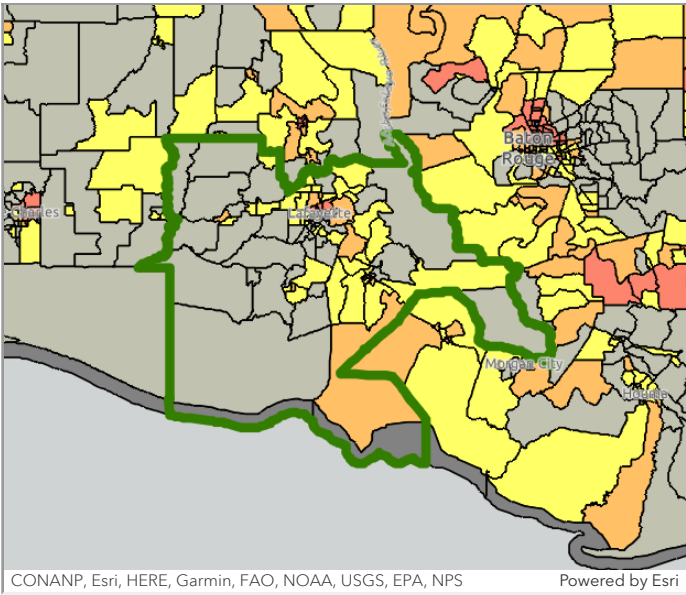 Baton
Rouge
Charles
Lafayette
Morgan City
Houma
CONANP, Esri, HERE, Garmin, FAO, NOAA, USGS, EPA, NPS
Powered by Esri